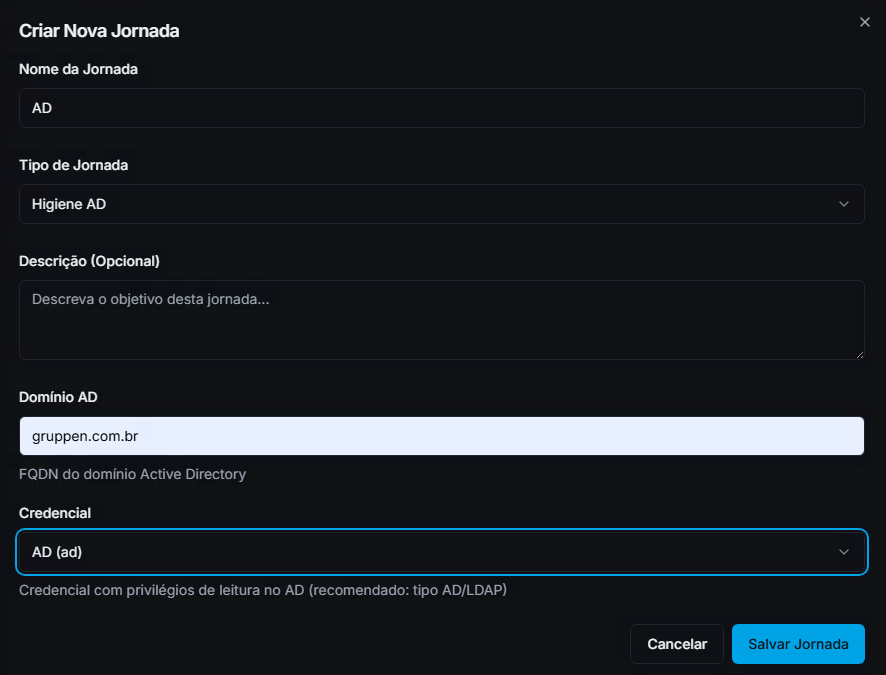 Criar Nova Jornada
Nome da Jornada
AD
Tipo de Jornada
Higiene AD
Descrição (Opcional)
Descreva o objetivo desta jornada...
Domínio AD
gruppen.com.br
FQDN do domínio Active Directory
Credencial
AD (ad)
Credencial com privilégios de leitura no AD (recomendado: tipo AD/LDAP)
Cancelar
Salvar Jornada